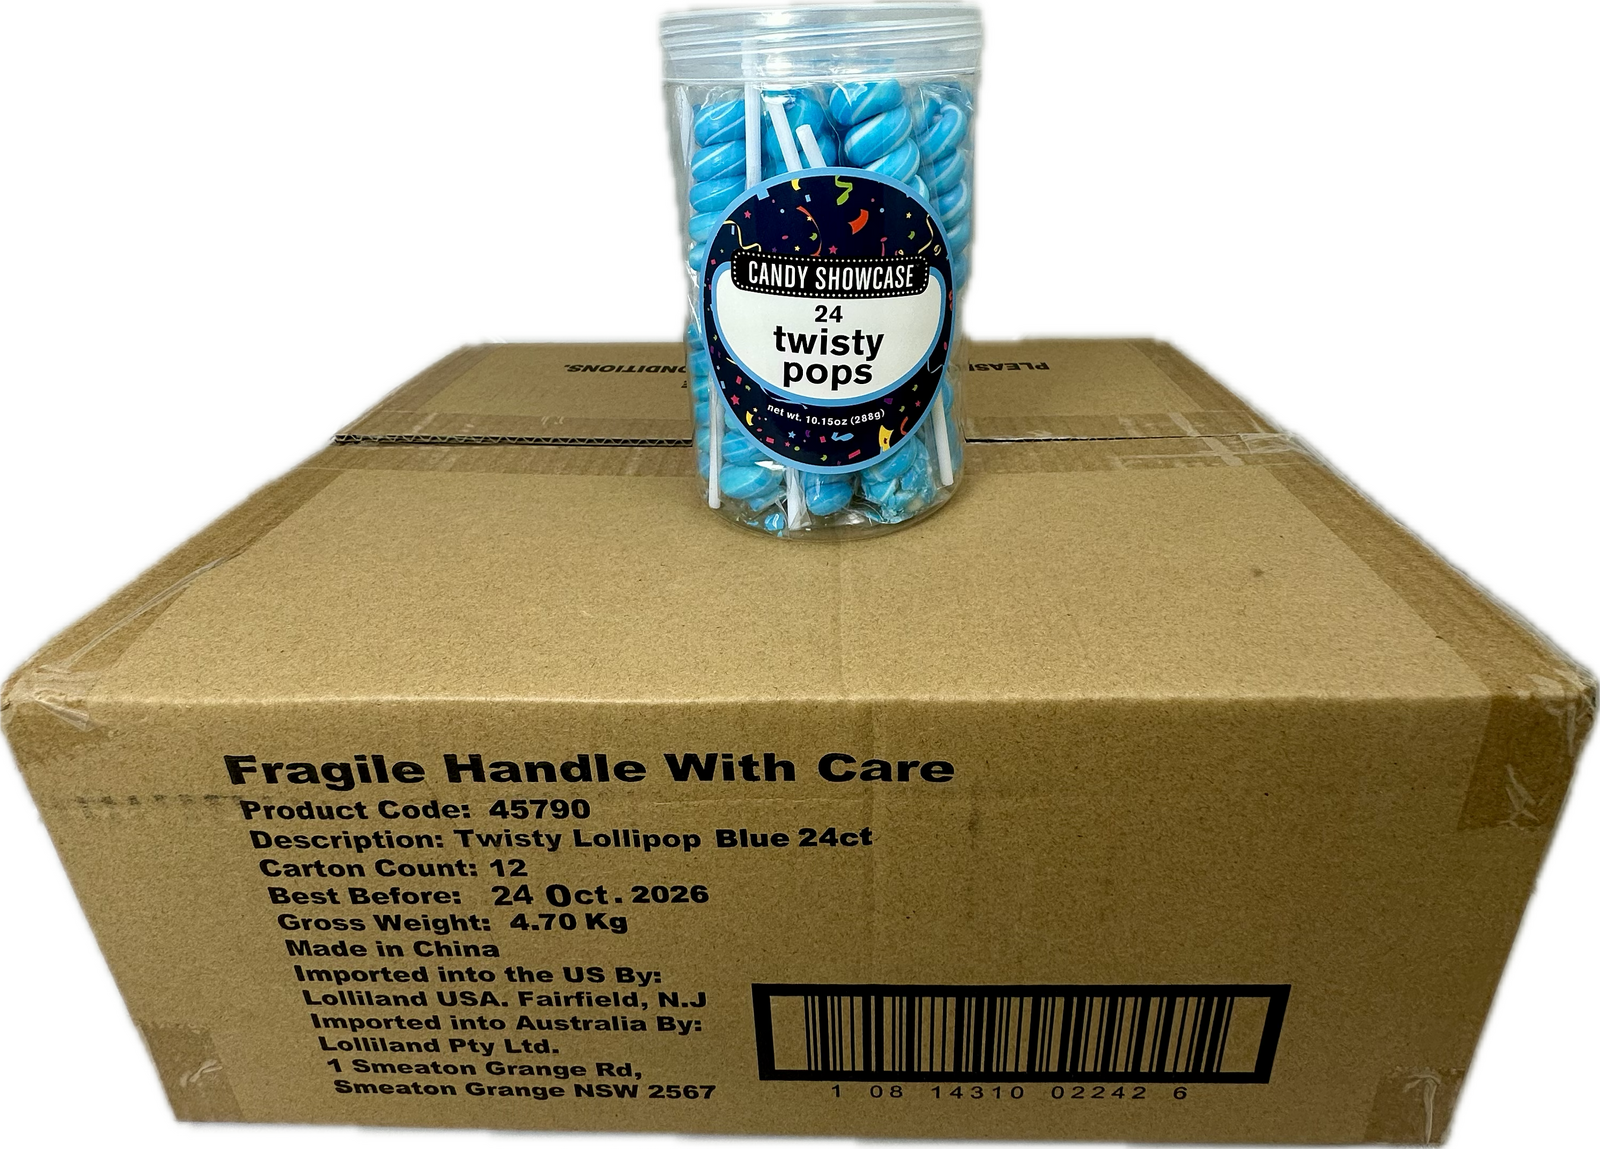 CANDY SHOWCASE
24
twisty
pops
net wt. 10.15oz (288g)
Fragile Handle With Care
Product Code: 45790
Description: Twisty Lollipop Blue 24ct
Carton Count: 12
Best Before: 24 Oct. 2026
Gross Weight: 4.70 Kg
Made in China
Imported into the US By:
Lolliland USA. Fairfield, N.J
Imported into Australia By:
Lolliland Pty Ltd.
1 Smeaton Grange Rd,
Smeaton Grange NSW 2567
1 08 14310 02242 6